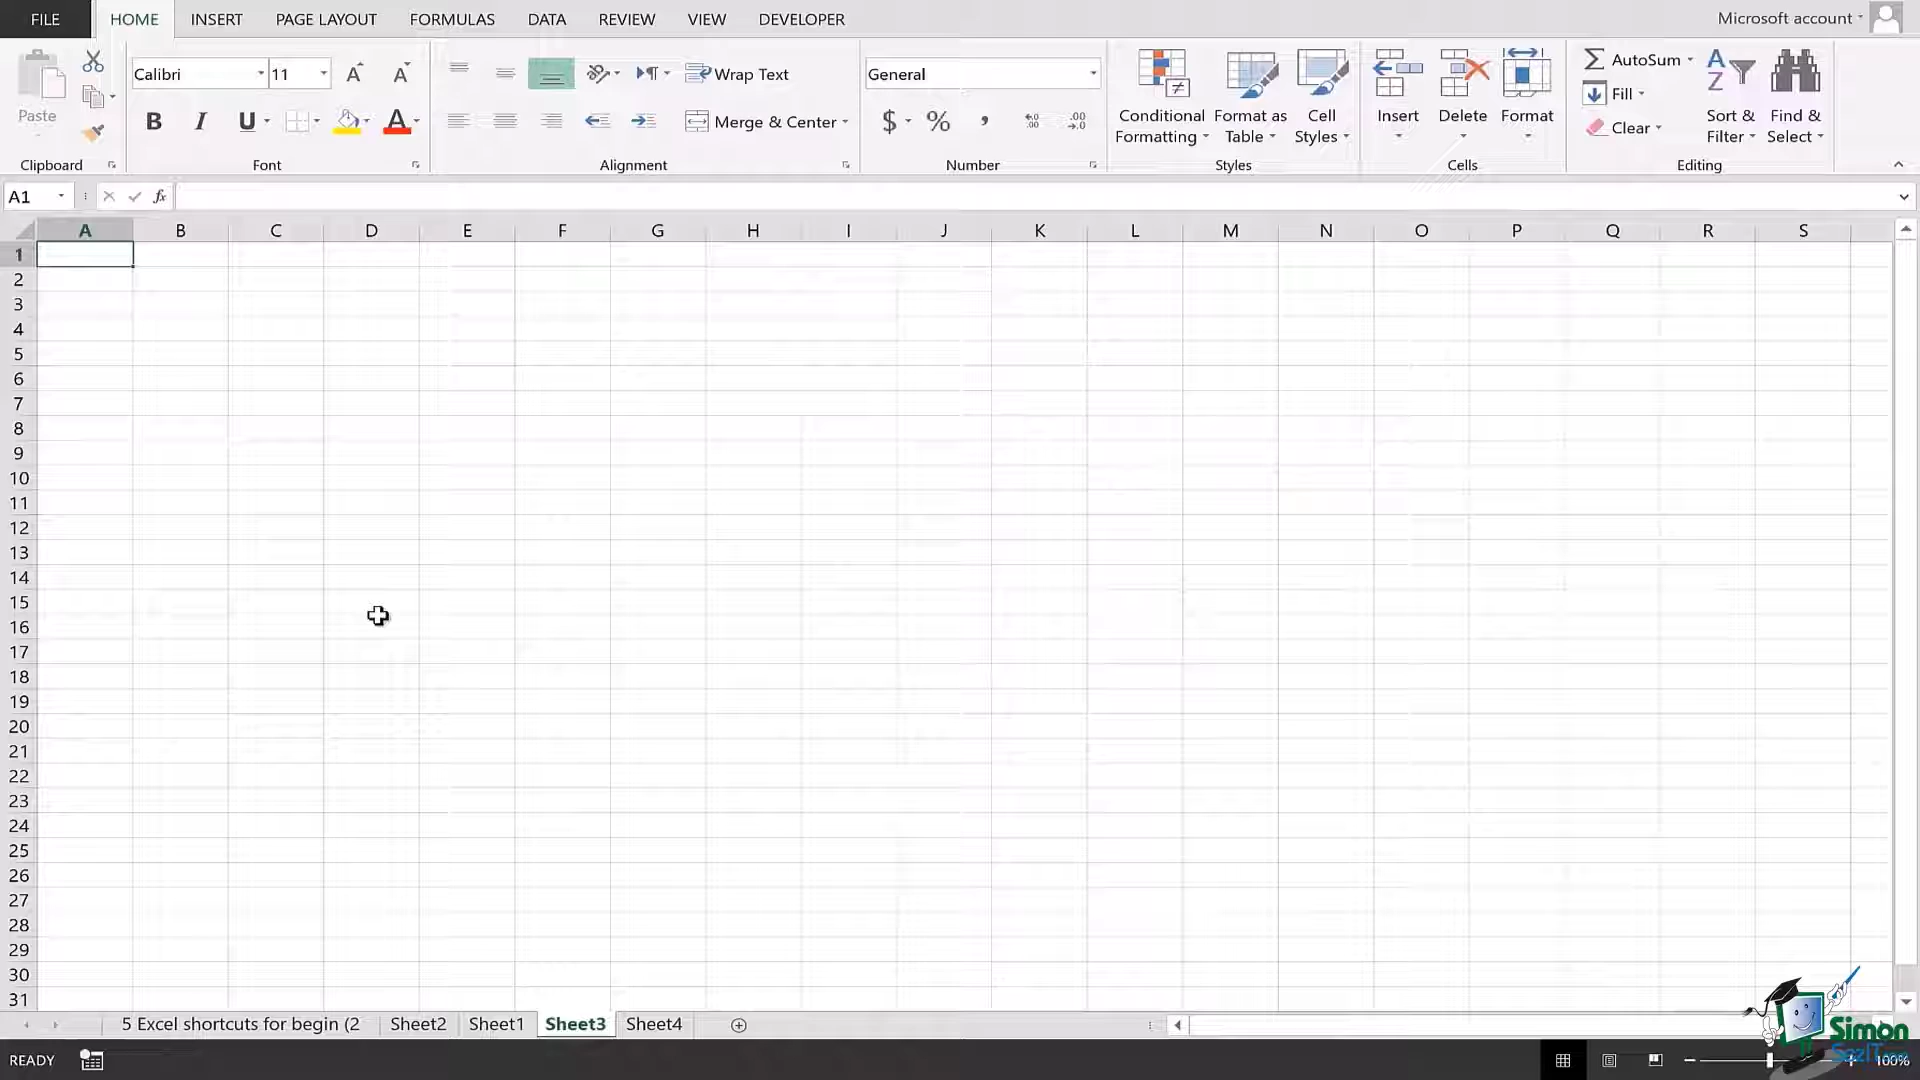 FILE HOME INSERT PAGE LAYOUT FORMULAS DATA REVIEW VIEW DEVELOPER Microsoft account
Paste
Clipboard
Calibri 11 A A
B I U A
Font
Wrap Text
Merge & Center
Alignment
General
$ % , .00
Number
Conditional Formatting
Format as Table
Cell Styles
Styles
Insert Delete Format
Cells
Σ AutoSum
Fill
Clear
A Z
Sort & Filter
Find & Select
Editing
A1 fx
A B C D E F G H I J K L M N O P Q R S
1
2
3
4
5
6
7
8
9
10
11
12
13
14
15
16
17
18
19
20
21
22
23
24
25
26
27
28
29
30
31
5 Excel shortcuts for begin (2 Sheet2 Sheet1 Sheet3 Sheet4
Simon
READY 100%